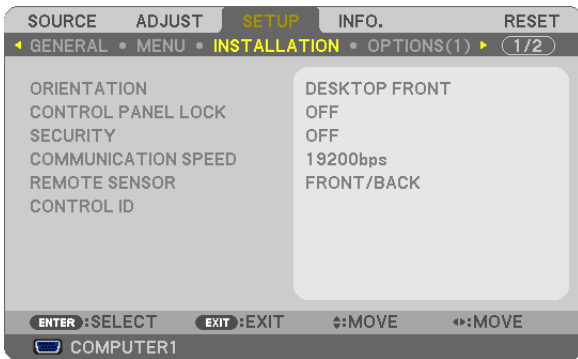 SOURCE ADJUST SETUP INFO. RESET
GENERAL • MENU • INSTALLATION • OPTIONS(1) 1/2
ORIENTATION DESKTOP FRONT
CONTROL PANEL LOCK OFF
SECURITY OFF
COMMUNICATION SPEED 19200bps
REMOTE SENSOR FRONT/BACK
CONTROL ID
ENTER :SELECT EXIT :EXIT :MOVE :MOVE
COMPUTER1